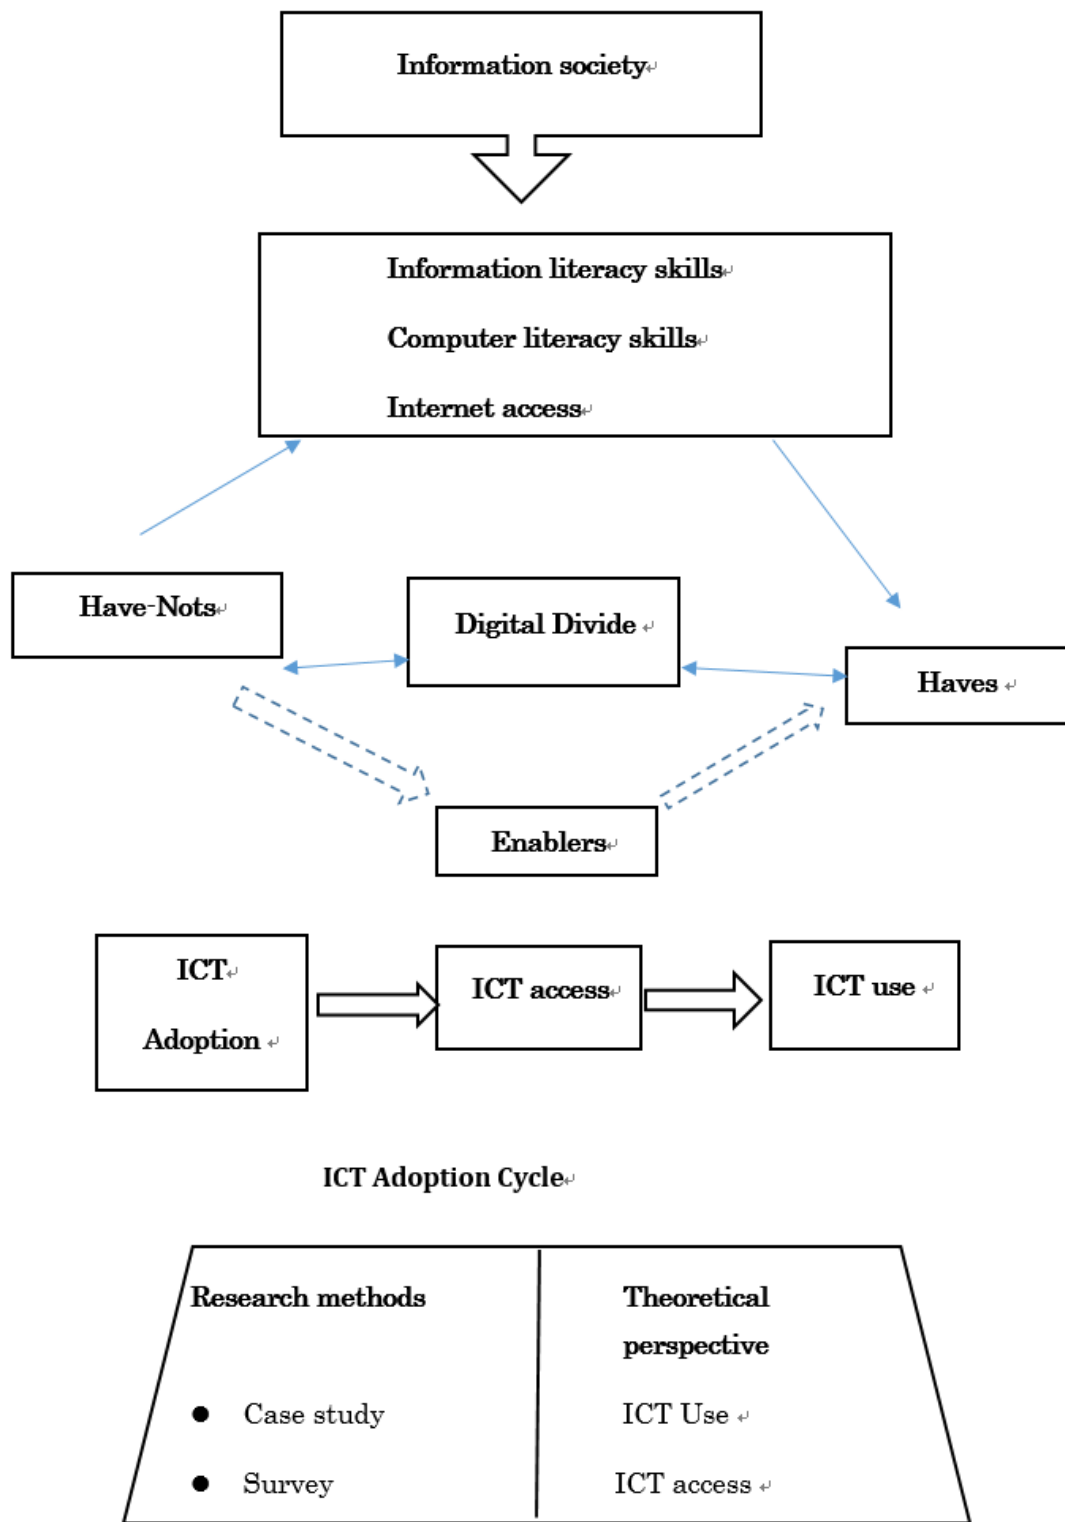 Information society
Information literacy skills
Computer literacy skills
Internet access
Have-Nots
Digital Divide
Haves
Enablers
ICT
Adoption
ICT access
ICT use
ICT Adoption Cycle
Research methods
Case study
Survey
Theoretical
perspective
ICT Use
ICT access